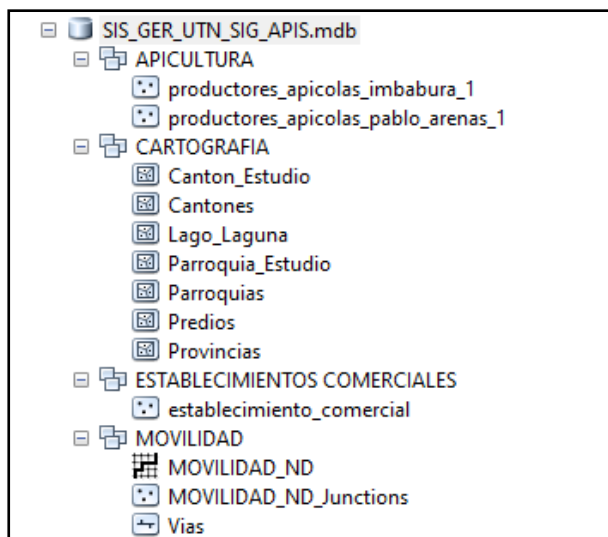 SIS_GER_UTN_SIG_APIS.mdb
APICULTURA
productores_apicolas_imbabura_1
productores_apicolas_pablo_arenas_1
CARTOGRAFIA
Canton_Estudio
Cantones
Lago_Laguna
Parroquia_Estudio
Parroquias
Predios
Provincias
ESTABLECIMIENTOS COMERCIALES
establecimiento_comercial
MOVILIDAD
MOVILIDAD_ND
MOVILIDAD_ND_Junctions
Vias